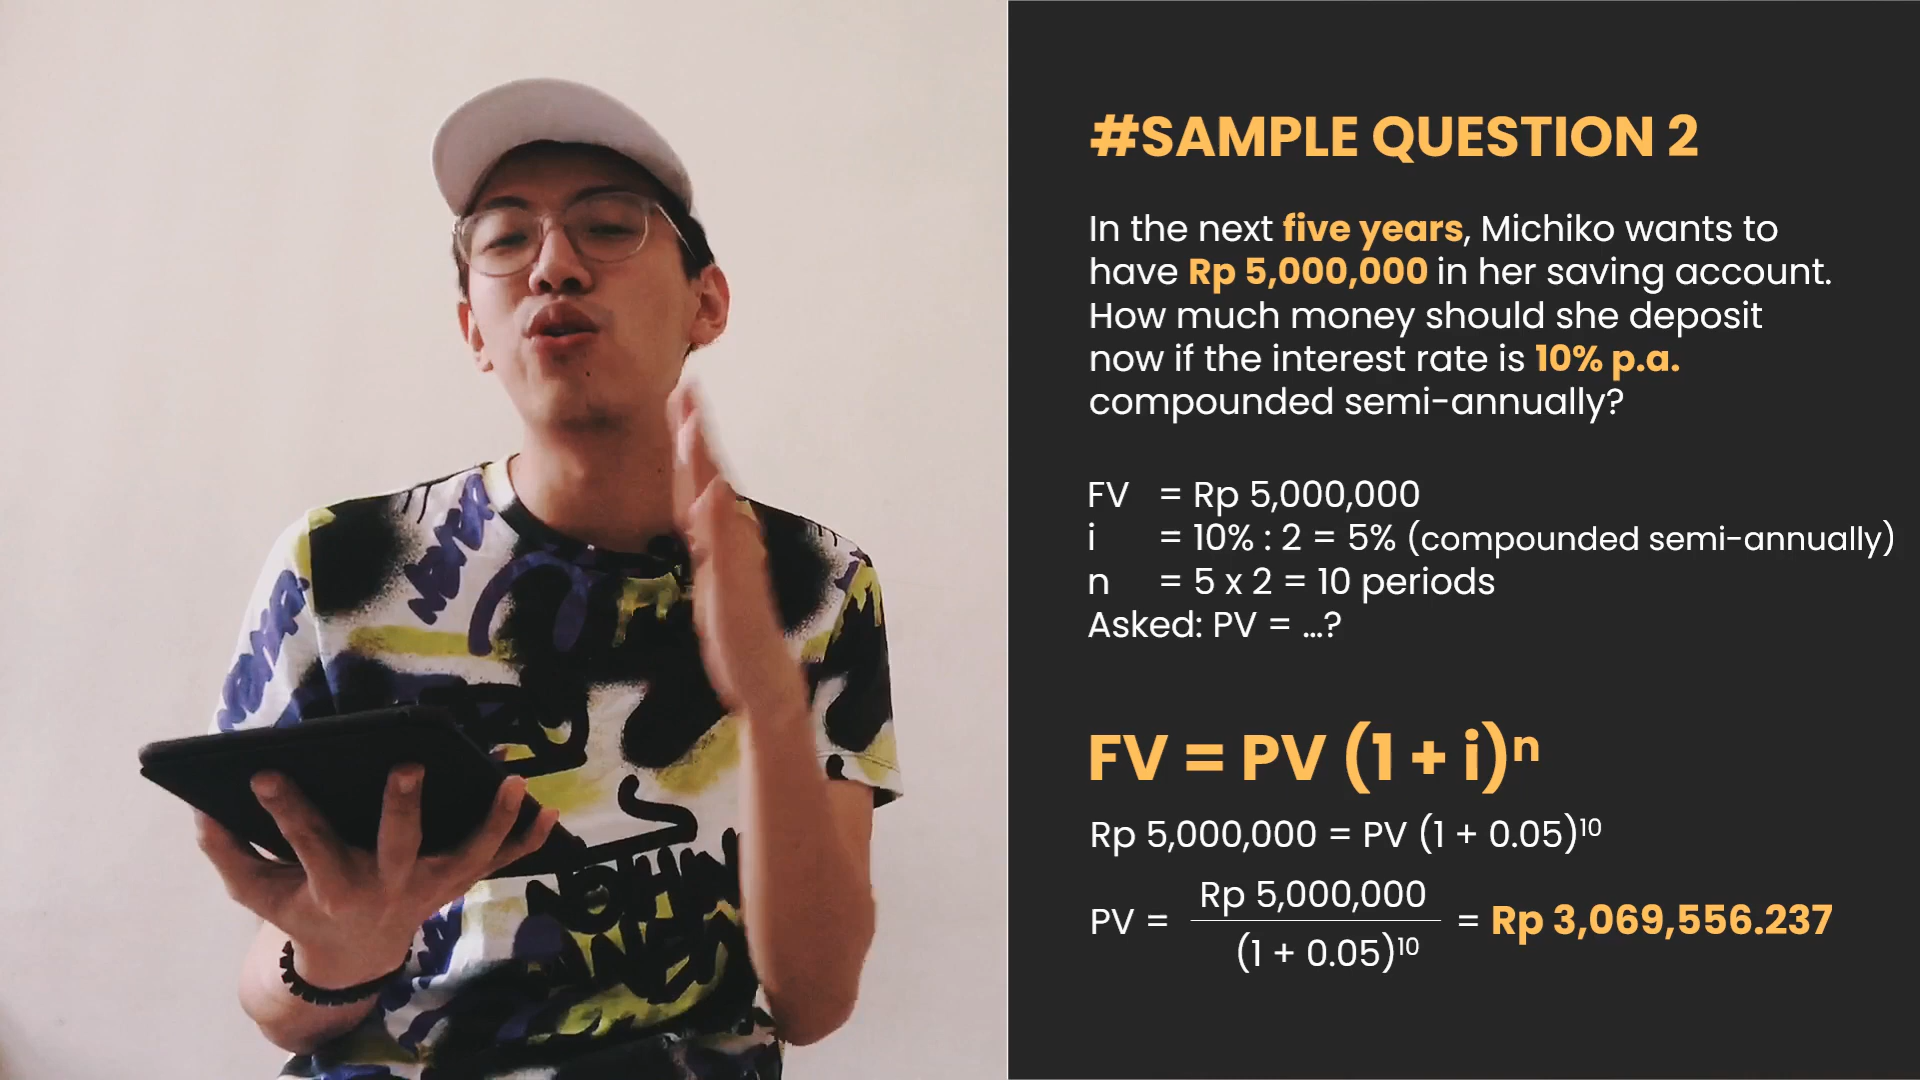 #SAMPLE QUESTION 2
In the next five years, Michiko wants to
have Rp 5,000,000 in her saving account.
How much money should she deposit
now if the interest rate is 10% p.a.
compounded semi-annually?
FV = Rp 5,000,000
i = 10% : 2 = 5% (compounded semi-annually)
n = 5 x 2 = 10 periods
Asked: PV = ...?
FV = PV (1 + i)ⁿ
Rp 5,000,000 = PV (1 + 0.05)¹⁰
PV = Rp 5,000,000 / (1 + 0.05)¹⁰ = Rp 3,069,556.237